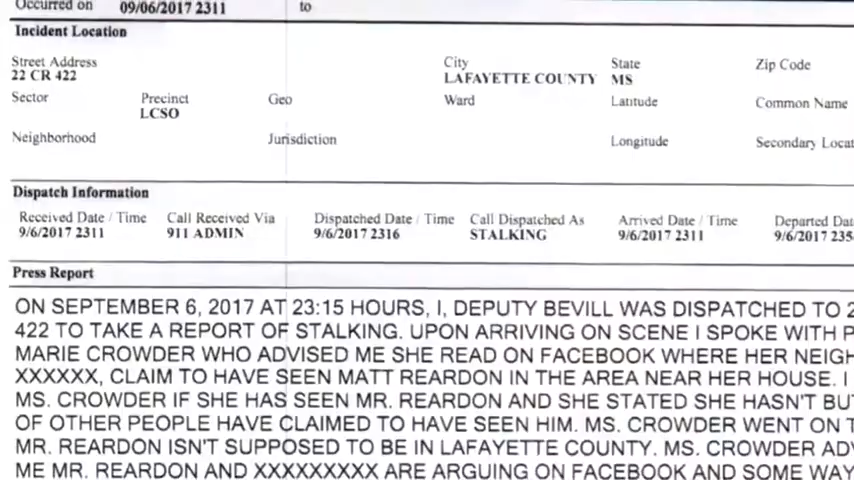 Occurred on 09/06/2017 2311 to
Incident Location
Street Address City State Zip Code
22 CR 422 LAFAYETTE COUNTY MS
Sector Precinct Geo Ward Latitude Common Name
LCSO
Neighborhood Jurisdiction Longitude Secondary Locat
Dispatch Information
Received Date / Time Call Received Via Dispatched Date / Time Call Dispatched As Arrived Date / Time Departed Dat
9/6/2017 2311 911 ADMIN 9/6/2017 2316 STALKING 9/6/2017 2311 9/6/2017 235
Press Report
ON SEPTEMBER 6, 2017 AT 23:15 HOURS, I, DEPUTY BEVILL WAS DISPATCHED TO 2
422 TO TAKE A REPORT OF STALKING. UPON ARRIVING ON SCENE I SPOKE WITH P
MARIE CROWDER WHO ADVISED ME SHE READ ON FACEBOOK WHERE HER NEIGH
XXXXXX, CLAIM TO HAVE SEEN MATT REARDON IN THE AREA NEAR HER HOUSE. I
MS. CROWDER IF SHE HAS SEEN MR. REARDON AND SHE STATED SHE HASN'T BUT
OF OTHER PEOPLE HAVE CLAIMED TO HAVE SEEN HIM. MS. CROWDER WENT ON T
MR. REARDON ISN'T SUPPOSED TO BE IN LAFAYETTE COUNTY. MS. CROWDER ADV
ME MR. REARDON AND XXXXXXXXX ARE ARGUING ON FACEBOOK AND SOME WAY